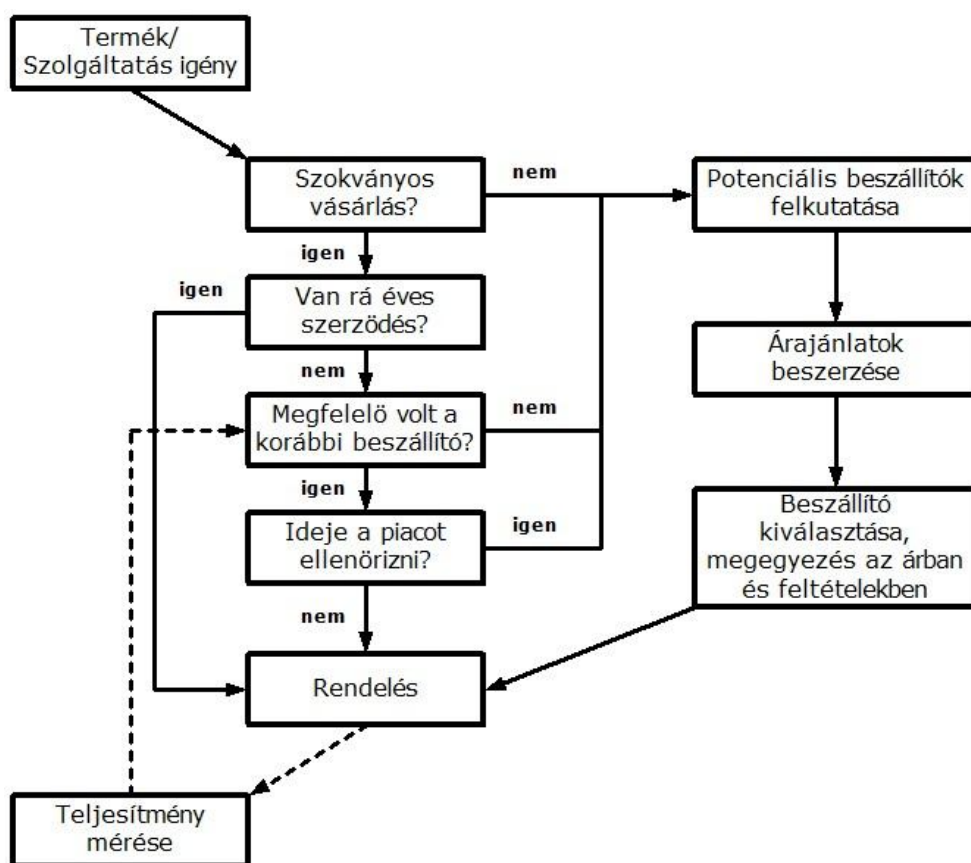 Termék/
Szolgáltatás igény
Szokványos
vásárlás?
nem
Potenciális beszállítók
felkutatása
igen
igen
Van rá éves
szerzödés?
Árajánlatok
beszerzése
nem
Megfelelö volt a
korábbi beszállító?
nem
igen
Ideje a piacot
ellenörizni?
igen
Beszállító
kiválasztása,
megegyezés az árban
és feltételekben
nem
Rendelés
Teljesítmény
mérése